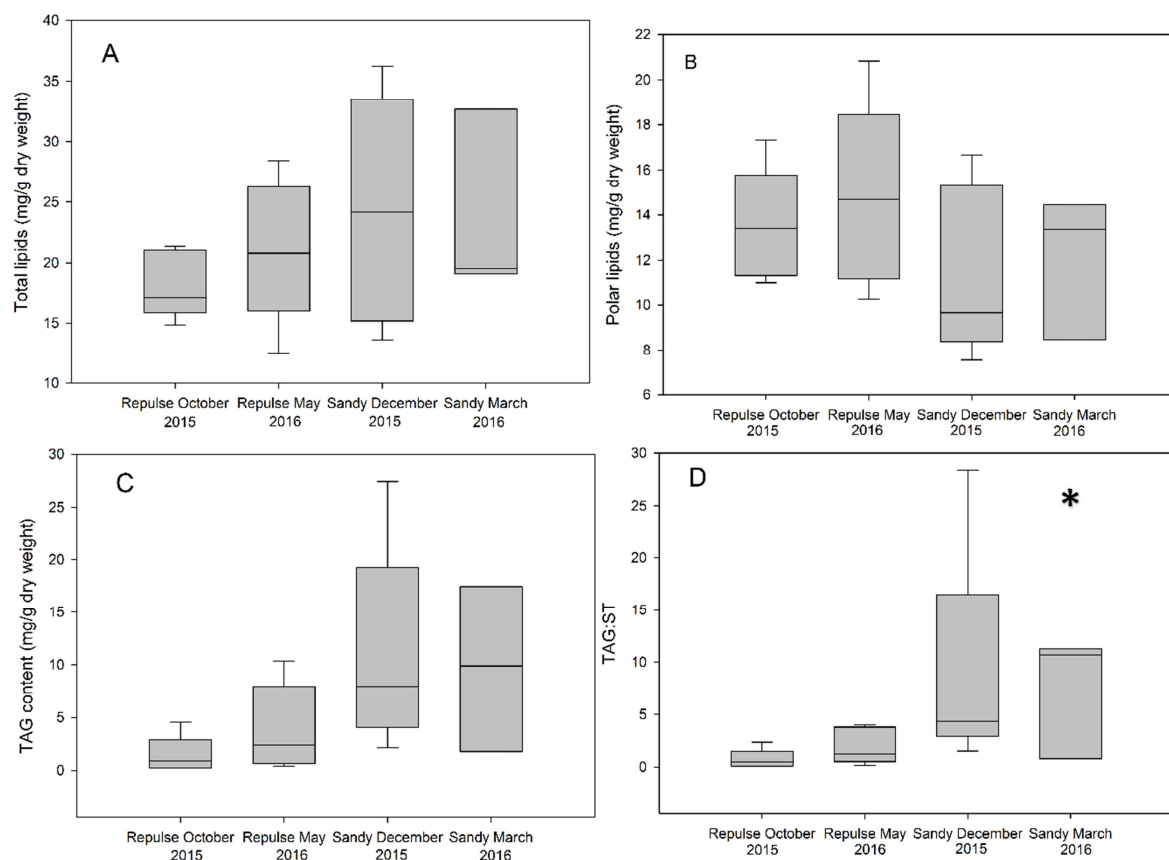 A
Total lipids (mg/g dry weight)
40
35
30
25
20
15
10
Repulse October 2015
Repulse May 2016
Sandy December 2015
Sandy March 2016
B
Polar lipids (mg/g dry weight)
22
20
18
16
14
12
10
8
6
Repulse October 2015
Repulse May 2016
Sandy December 2015
Sandy March 2016
C
TAG content (mg/g dry weight)
30
25
20
15
10
5
0
Repulse October 2015
Repulse May 2016
Sandy December 2015
Sandy March 2016
D
TAG:ST
30
25
20
15
10
5
0
*
Repulse October 2015
Repulse May 2016
Sandy December 2015
Sandy March 2016